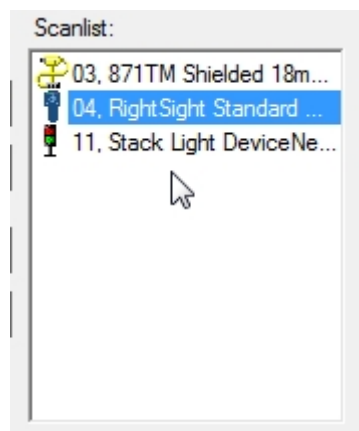 Scanlist:
03, 871TM Shielded 18m...
04, RightSight Standard ...
11, Stack Light DeviceNe...